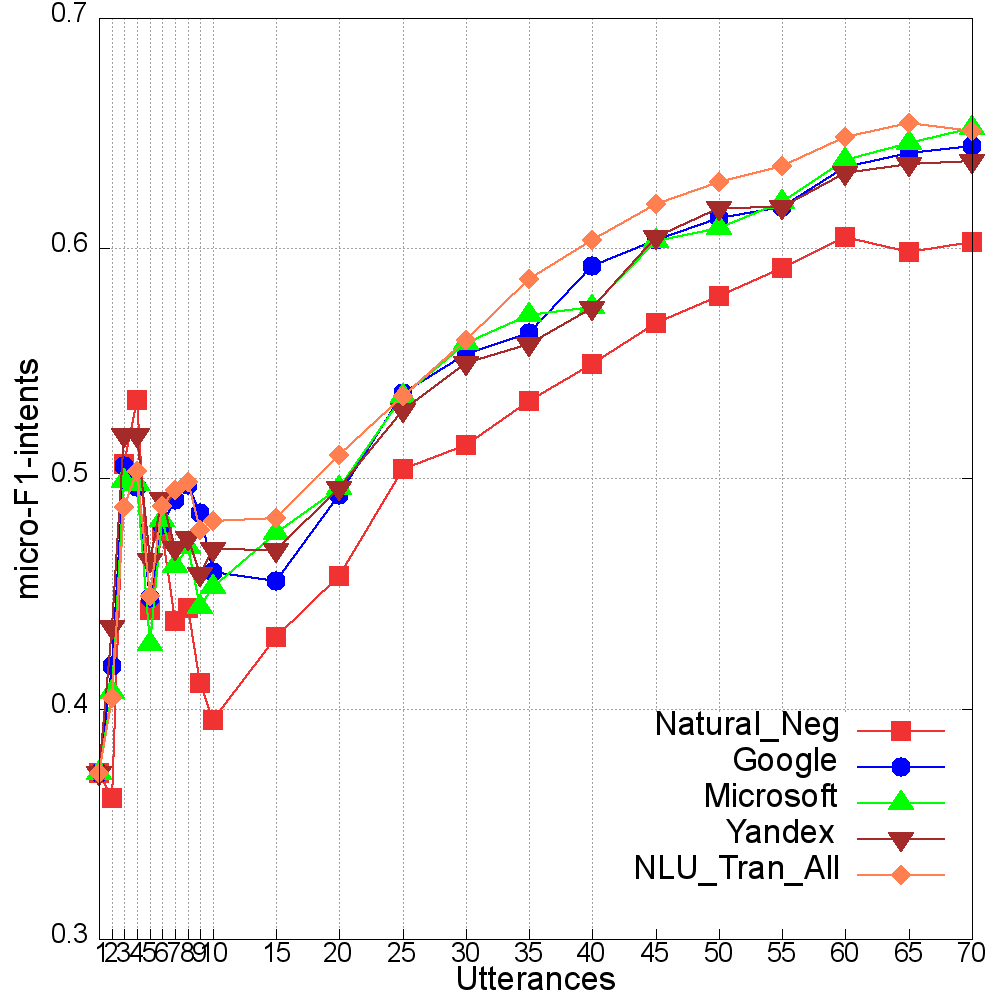 0.7
0.6
0.5
0.4
0.3
micro-F1-intents
Natural_Neg
Google
Microsoft
Yandex
NLU_Tran_All
1 2 3 4 5 6 7 8 9 10 15 20 25 30 35 40 45 50 55 60 65 70
Utterances